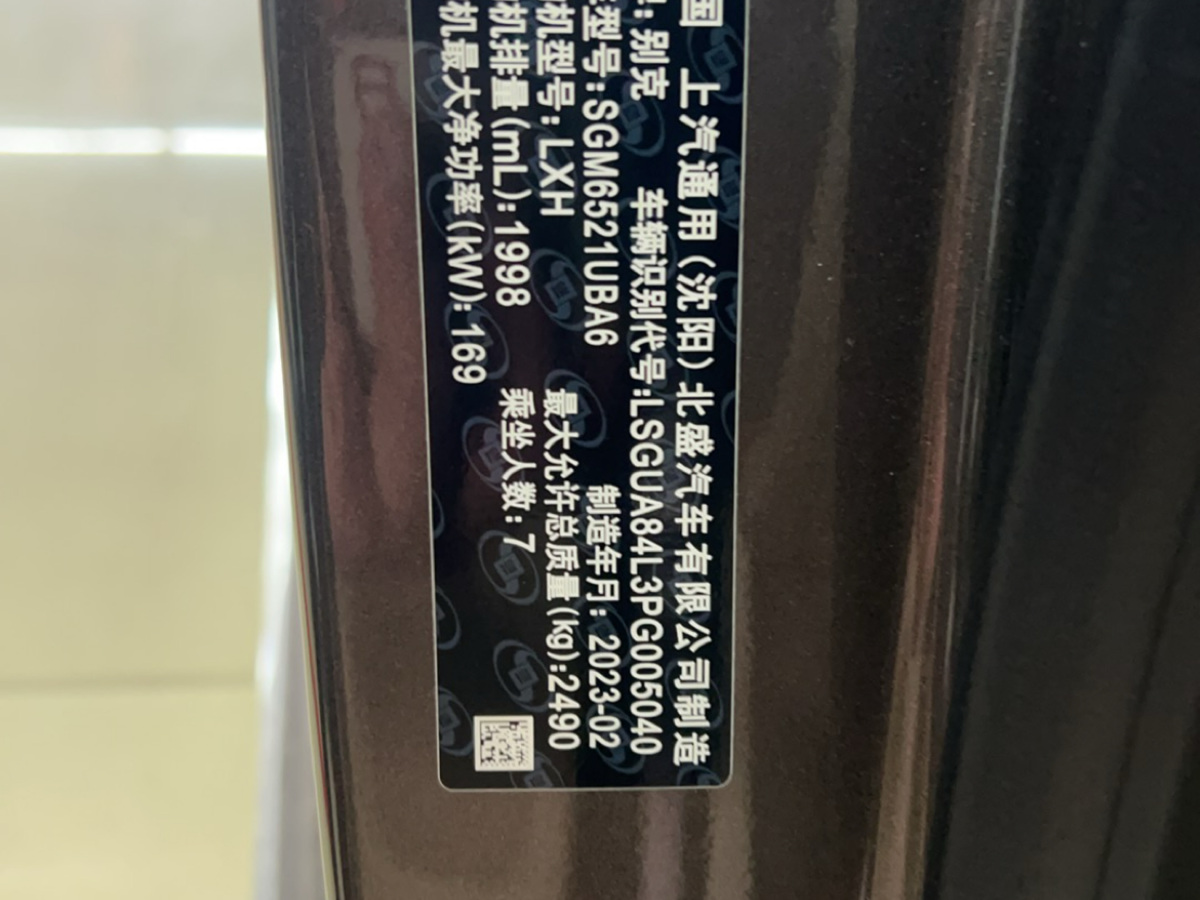 国 上汽通用(沈阳)北盛汽车有限公司制造
:别克 车辆识别代号:LSGUA84L3PG005040
型号:SGM6521UBA6 制造年月:2023-02
机型号:LXH 最大允许总质量(kg):2490
机排量(mL):1998 乘坐人数:7
机最大净功率(kW):169